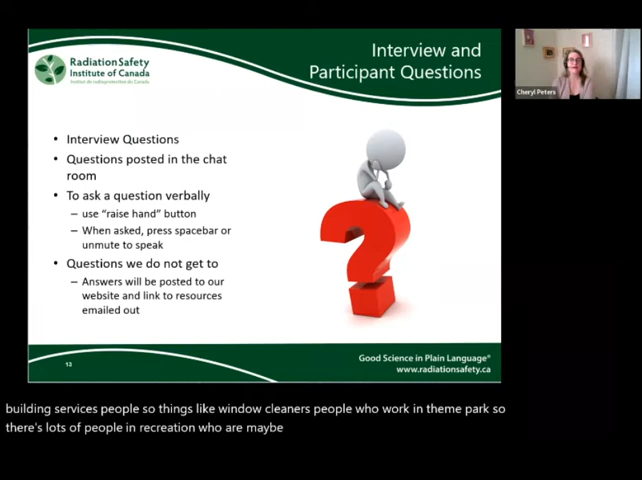 Radiation Safety
Institute of Canada
Institut de radioprotection du Canada
Interview and
Participant Questions
Cheryl Peters
• Interview Questions
• Questions posted in the chat
room
• To ask a question verbally
– use “raise hand” button
– When asked, press spacebar or
unmute to speak
• Questions we do not get to
– Answers will be posted to our
website and link to resources
emailed out
13
Good Science in Plain Language®
www.radiationsafety.ca
building services people so things like window cleaners people who work in theme park so
there's lots of people in recreation who are maybe